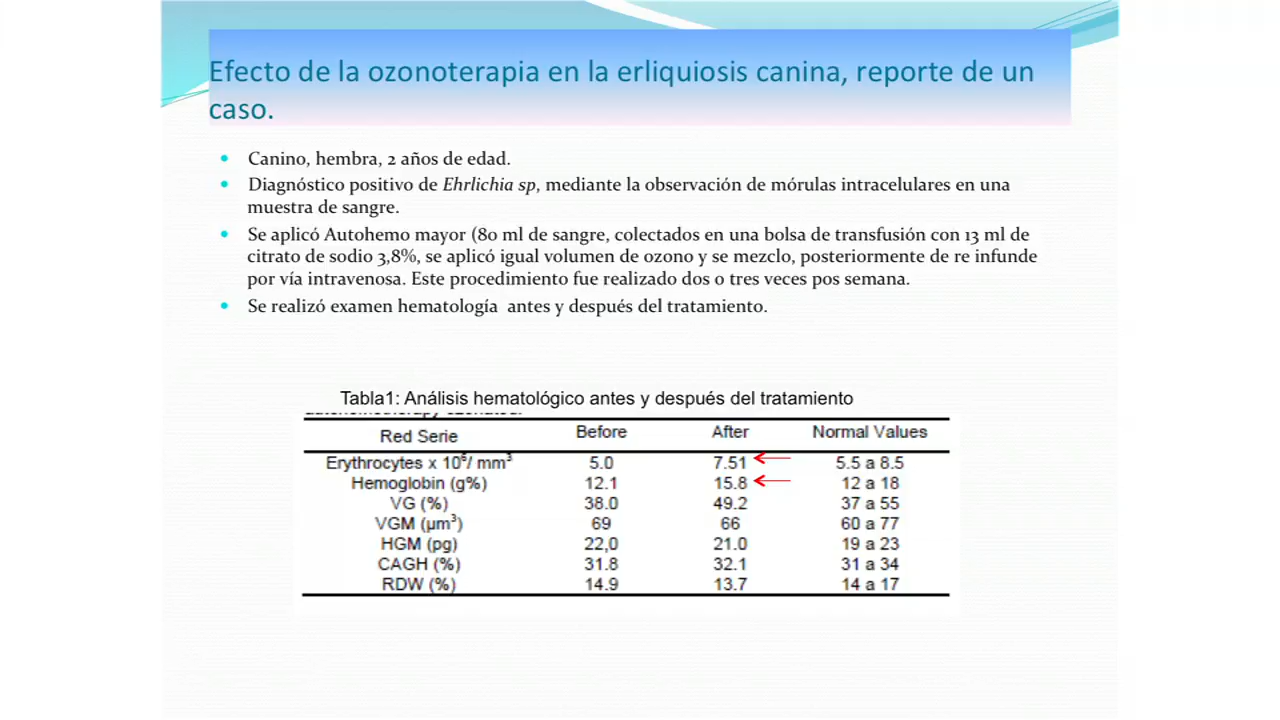 Efecto de la ozonoterapia en la erliquiosis canina, reporte de un
caso.
• Canino, hembra, 2 años de edad.
• Diagnóstico positivo de Ehrlichia sp, mediante la observación de mórulas intracelulares en una
muestra de sangre.
• Se aplicó Autohemo mayor (80 ml de sangre, colectados en una bolsa de transfusión con 13 ml de
citrato de sodio 3,8%, se aplicó igual volumen de ozono y se mezclo, posteriormente de re infunde
por vía intravenosa. Este procedimiento fue realizado dos o tres veces pos semana.
• Se realizó examen hematología antes y después del tratamiento.
Tabla1: Análisis hematológico antes y después del tratamiento
Red Serie Before After Normal Values
Erythrocytes x 10⁶/ mm³ 5.0 7.51 5.5 a 8.5
Hemoglobin (g%) 12.1 15.8 12 a 18
VG (%) 38.0 49.2 37 a 55
VGM (µm³) 69 66 60 a 77
HGM (pg) 22,0 21.0 19 a 23
CAGH (%) 31.8 32.1 31 a 34
RDW (%) 14.9 13.7 14 a 17